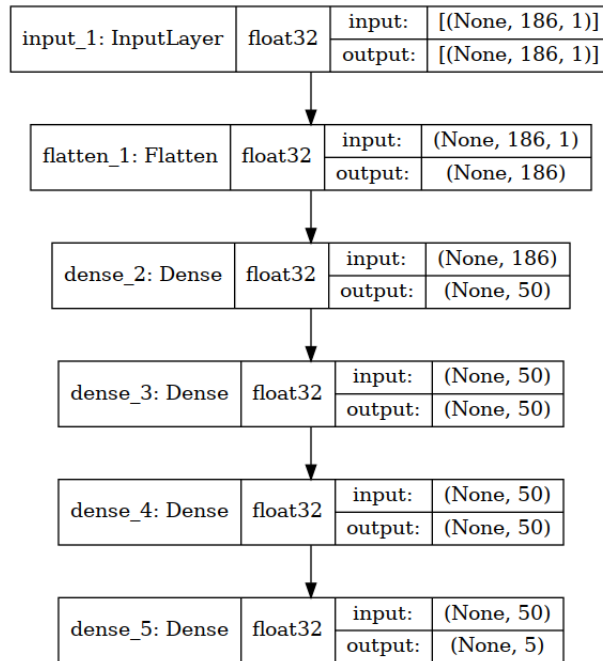 input_1: InputLayer float32 input: [(None, 186, 1)]
output: [(None, 186, 1)]
flatten_1: Flatten float32 input: (None, 186, 1)
output: (None, 186)
dense_2: Dense float32 input: (None, 186)
output: (None, 50)
dense_3: Dense float32 input: (None, 50)
output: (None, 50)
dense_4: Dense float32 input: (None, 50)
output: (None, 50)
dense_5: Dense float32 input: (None, 50)
output: (None, 5)